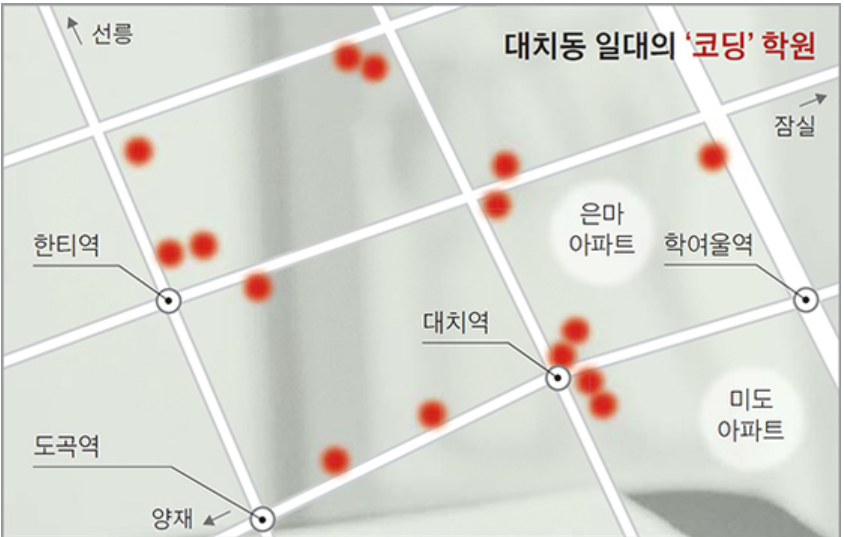 선릉
대치동 일대의 ‘코딩’ 학원
잠실
은마
아파트
한티역
학여울역
대치역
미도
아파트
도곡역
양재